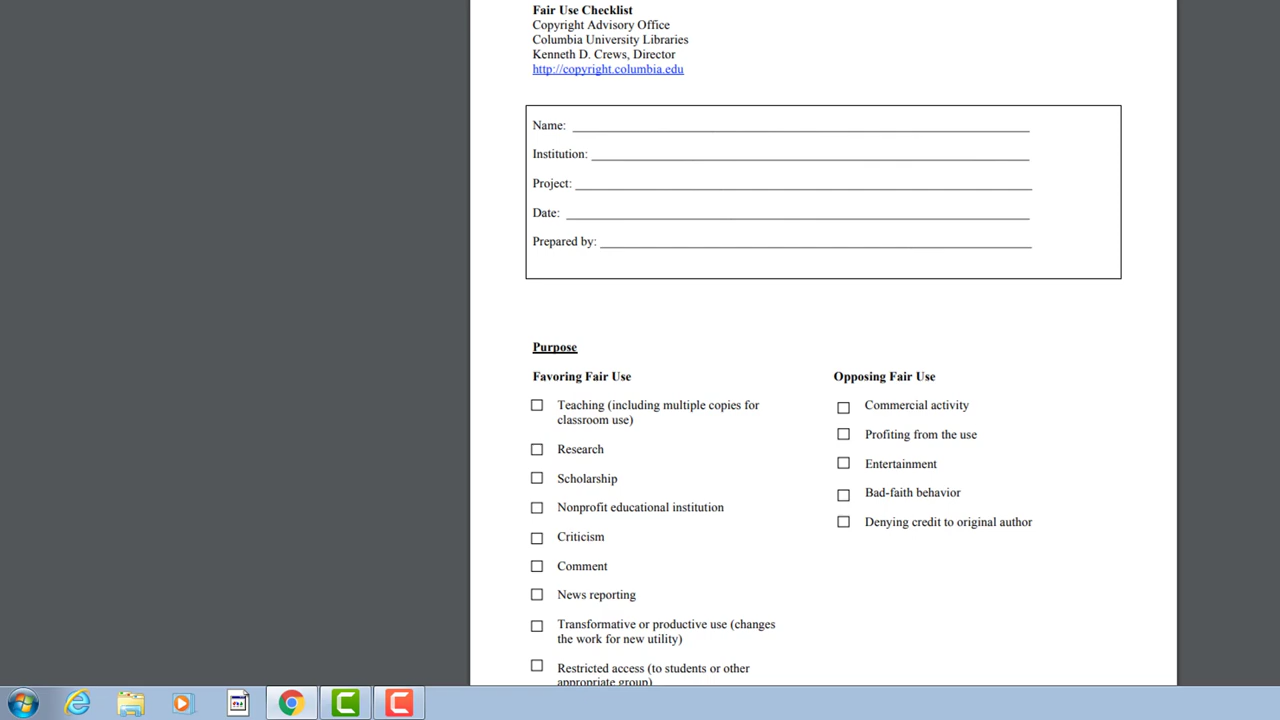 Fair Use Checklist
Copyright Advisory Office
Columbia University Libraries
Kenneth D. Crews, Director
http://copyright.columbia.edu
Name:
Institution:
Project:
Date:
Prepared by:
Purpose
Favoring Fair Use
Teaching (including multiple copies for
classroom use)
Research
Scholarship
Nonprofit educational institution
Criticism
Comment
News reporting
Transformative or productive use (changes
the work for new utility)
Restricted access (to students or other
appropriate group)
Opposing Fair Use
Commercial activity
Profiting from the use
Entertainment
Bad-faith behavior
Denying credit to original author